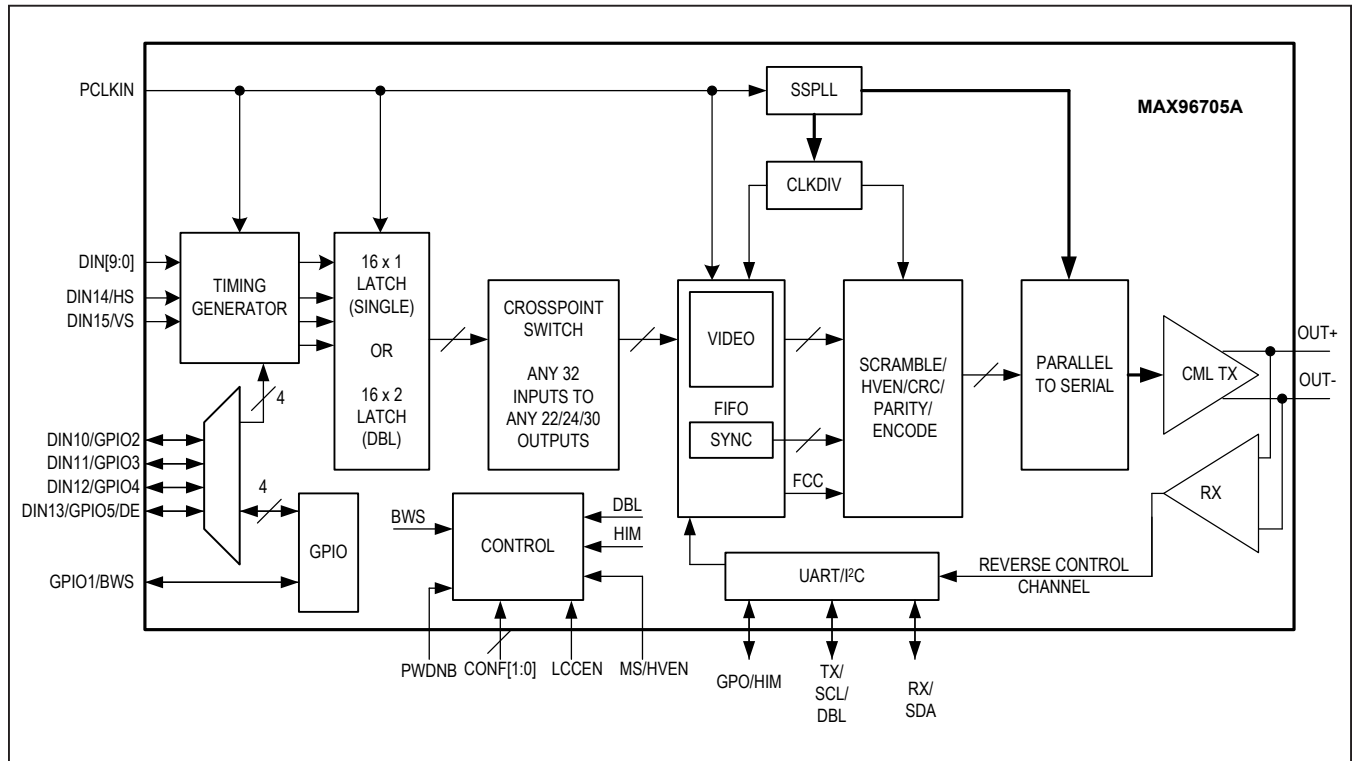 PCLKIN
SSPLL
MAX96705A
CLKDIV
DIN[9:0]
DIN14/HS
DIN15/VS
TIMING
GENERATOR
16 x 1
LATCH
(SINGLE)
OR
16 x 2
LATCH
(DBL)
CROSSPOINT
SWITCH
ANY 32
INPUTS TO
ANY 22/24/30
OUTPUTS
VIDEO
FIFO
SYNC
FCC
SCRAMBLE/
HVEN/CRC/
PARITY/
ENCODE
PARALLEL
TO SERIAL
CML TX
OUT+
OUT-
RX
4
DIN10/GPIO2
DIN11/GPIO3
DIN12/GPIO4
DIN13/GPIO5/DE
4
GPIO
GPIO1/BWS
BWS
CONTROL
DBL
HIM
UART/I²C
REVERSE CONTROL
CHANNEL
PWDNB
CONF[1:0]
LCCEN
MS/HVEN
GPO/HIM
TX/
SCL/
DBL
RX/
SDA